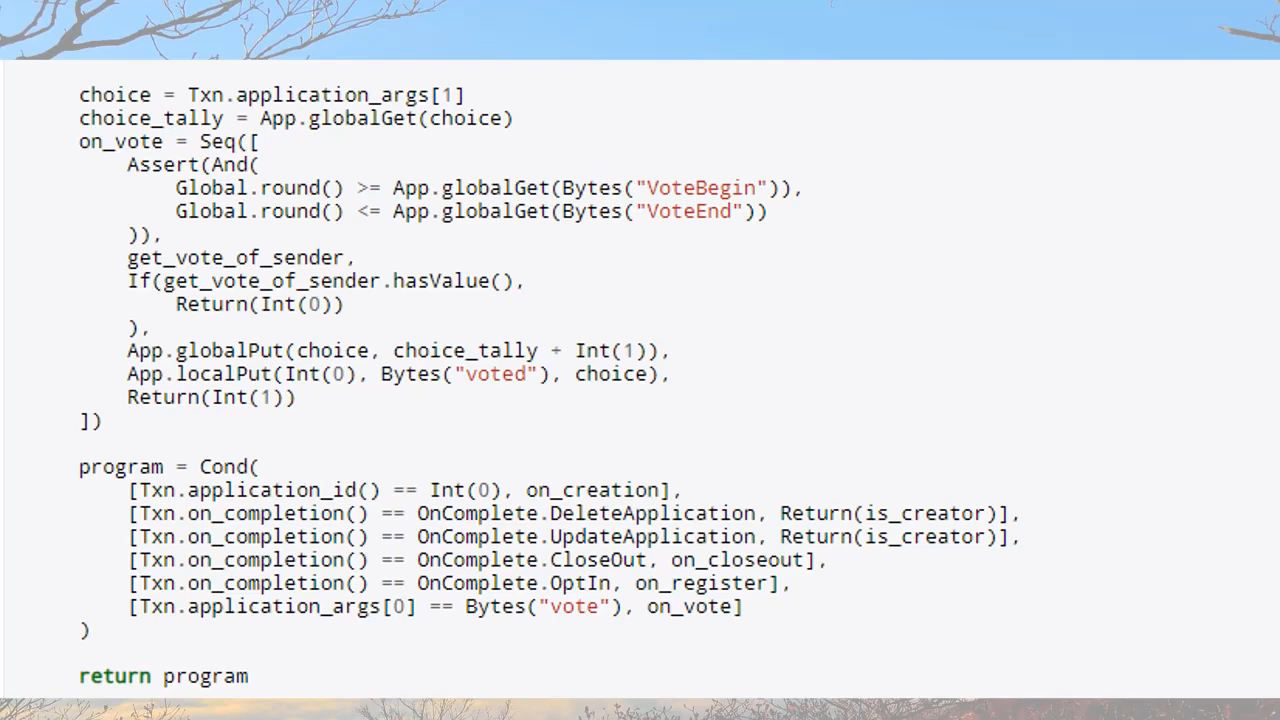 choice = Txn.application_args[1]
choice_tally = App.globalGet(choice)
on_vote = Seq([
    Assert(And(
        Global.round() >= App.globalGet(Bytes("VoteBegin")),
        Global.round() <= App.globalGet(Bytes("VoteEnd"))
    )),
    get_vote_of_sender,
    If(get_vote_of_sender.hasValue(),
        Return(Int(0))
    ),
    App.globalPut(choice, choice_tally + Int(1)),
    App.localPut(Int(0), Bytes("voted"), choice),
    Return(Int(1))
])

program = Cond(
    [Txn.application_id() == Int(0), on_creation],
    [Txn.on_completion() == OnComplete.DeleteApplication, Return(is_creator)],
    [Txn.on_completion() == OnComplete.UpdateApplication, Return(is_creator)],
    [Txn.on_completion() == OnComplete.CloseOut, on_closeout],
    [Txn.on_completion() == OnComplete.OptIn, on_register],
    [Txn.application_args[0] == Bytes("vote"), on_vote]
)

return program